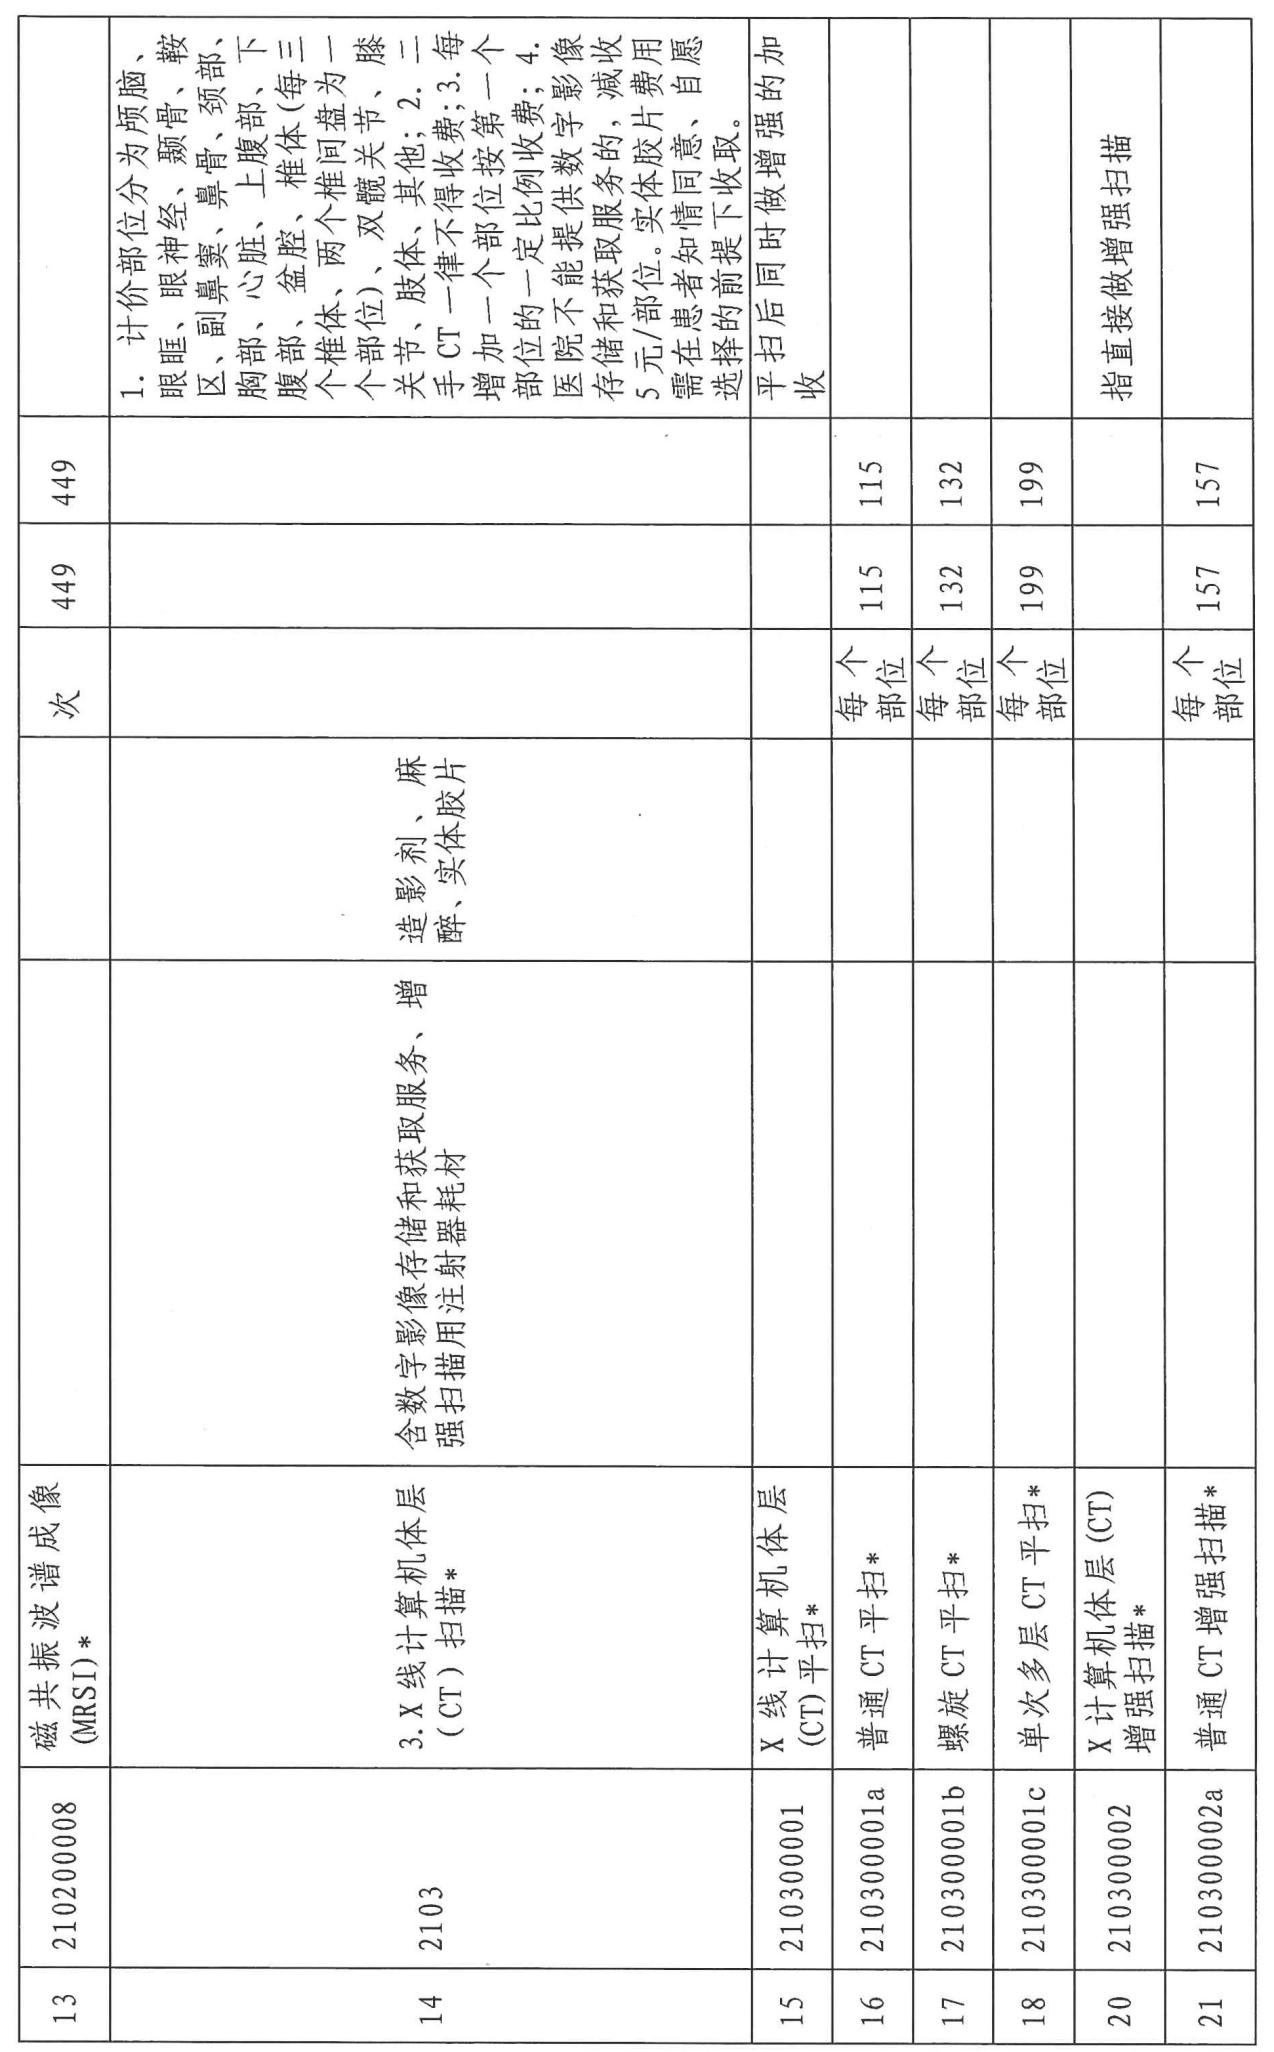 13
210200008
磁共振波谱成像
(MRSI)*
次
449
449
14
2103
3.X 线计算机体层
(CT)扫描*
含数字影像存储和获取服务、增
强扫描用注射器耗材
造影剂、麻
醉、实体胶片
1. 计价部位分为颅脑、
眼眶、眼神经、颞骨、鞍
区、副鼻窦、鼻骨、颈部、
胸部、心脏、上腹部、下
腹部、盆腔、椎体(每三
个椎体、两个椎间盘为一
个部位)、双髋关节、膝
关节、肢体、其他；2. 二
手 CT 一律不得收费；3. 每
增加一个部位按第一个
部位的一定比例收费；4.
医院不能提供数字影像
存储和获取服务的，减收
5 元/部位。实体胶片费用
需在患者知情同意、自愿
选择的前提下收取。
15
210300001
X 线计算机体层
(CT)平扫*
平扫后同时做增强的加
收
16
210300001a
普通 CT 平扫*
每个
部位
115
115
17
210300001b
螺旋 CT 平扫*
每个
部位
132
132
18
210300001c
单次多层 CT 平扫*
每个
部位
199
199
20
210300002
X 计算机体层(CT)
增强扫描*
指直接做增强扫描
21
210300002a
普通 CT 增强扫描*
每个
部位
157
157